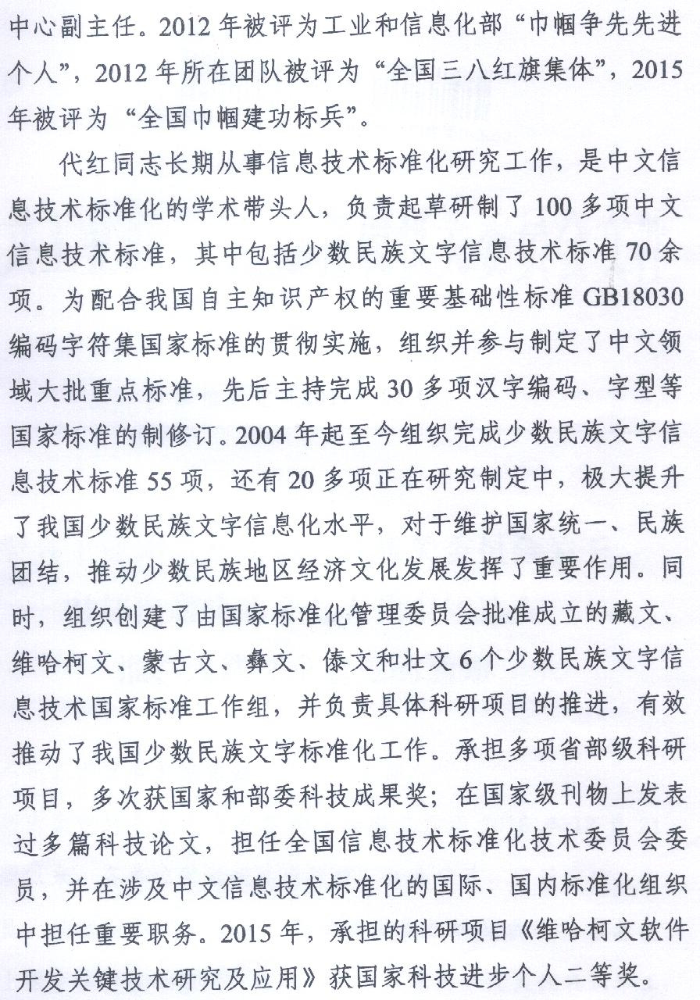 中心副主任。2012 年被评为工业和信息化部“巾帼争先先进
个人”，2012 年所在团队被评为“全国三八红旗集体”，2015
年被评为 “全国巾帼建功标兵”。
代红同志长期从事信息技术标准化研究工作，是中文信
息技术标准化的学术带头人，负责起草研制了 100 多项中文
信息技术标准，其中包括少数民族文字信息技术标准 70 余
项。为配合我国自主知识产权的重要基础性标准 GB18030
编码字符集国家标准的贯彻实施，组织并参与制定了中文领
域大批重点标准，先后主持完成 30 多项汉字编码、字型等
国家标准的制修订。2004 年起至今组织完成少数民族文字信
息技术标准 55 项，还有 20 多项正在研究制定中，极大提升
了我国少数民族文字信息化水平，对于维护国家统一、民族
团结，推动少数民族地区经济文化发展发挥了重要作用。同
时，组织创建了由国家标准化管理委员会批准成立的藏文、
维哈柯文、蒙古文、彝文、傣文和壮文 6 个少数民族文字信
息技术国家标准工作组，并负责具体科研项目的推进，有效
推动了我国少数民族文字标准化工作。承担多项省部级科研
项目，多次获国家和部委科技成果奖；在国家级刊物上发表
过多篇科技论文，担任全国信息技术标准化技术委员会委
员，并在涉及中文信息技术标准化的国际、国内标准化组织
中担任重要职务。2015 年，承担的科研项目《维哈柯文软件
开发关键技术研究及应用》获国家科技进步个人二等奖。